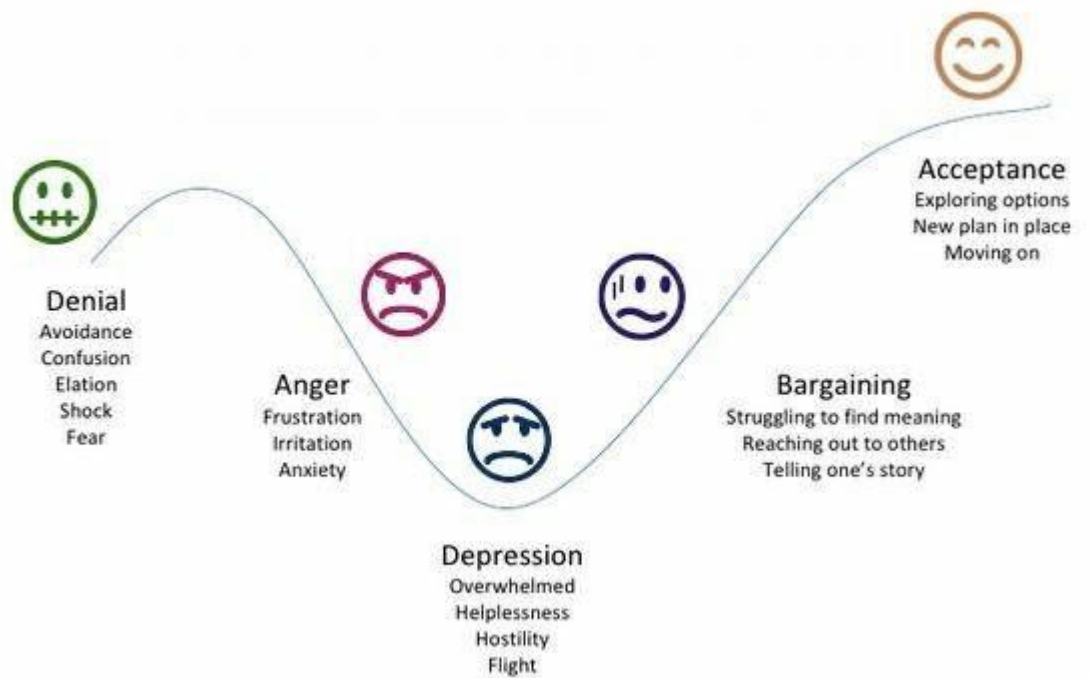 Denial
Avoidance
Confusion
Elation
Shock
Fear
Anger
Frustration
Irritation
Anxiety
Depression
Overwhelmed
Helplessness
Hostility
Flight
Bargaining
Struggling to find meaning
Reaching out to others
Telling one's story
Acceptance
Exploring options
New plan in place
Moving on